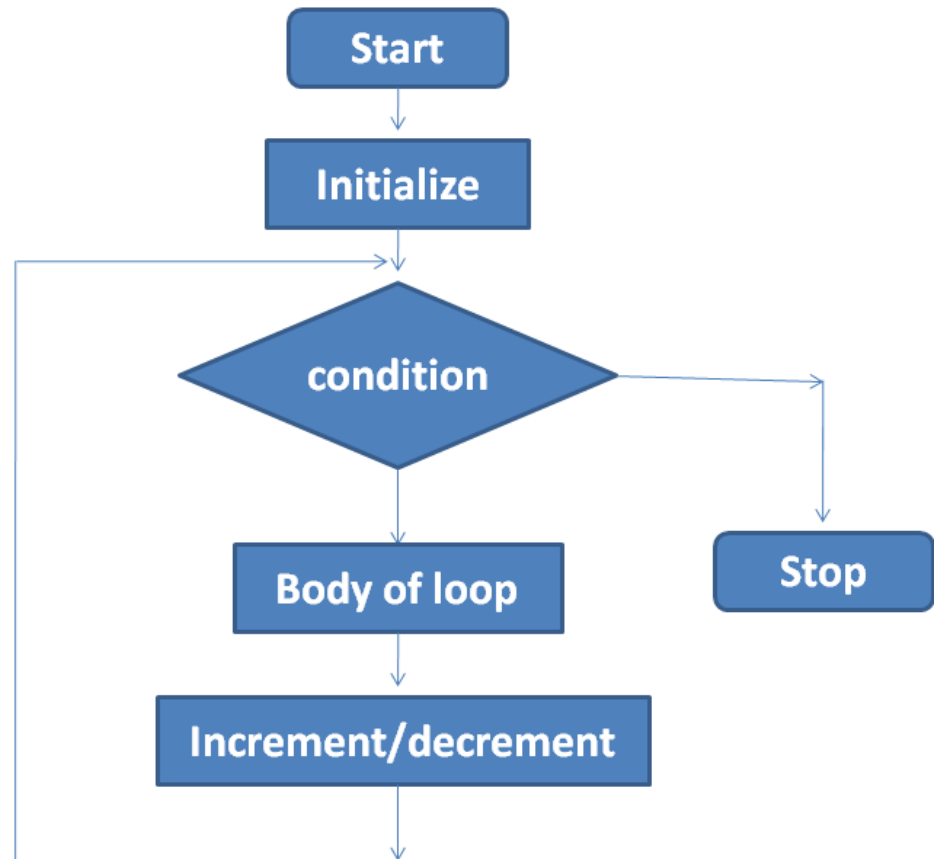 Start
Initialize
condition
Body of loop
Stop
Increment/decrement